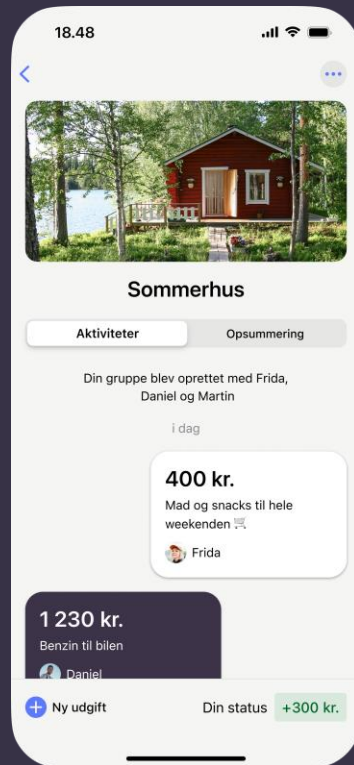 18.48
Sommerhus
Aktiviteter
Opsummering
Din gruppe blev oprettet med Frida,
Daniel og Martin
i dag
400 kr.
Mad og snacks til hele
weekenden 🛒
Frida
1 230 kr.
Benzin til bilen
Daniel
Ny udgift
Din status
+300 kr.